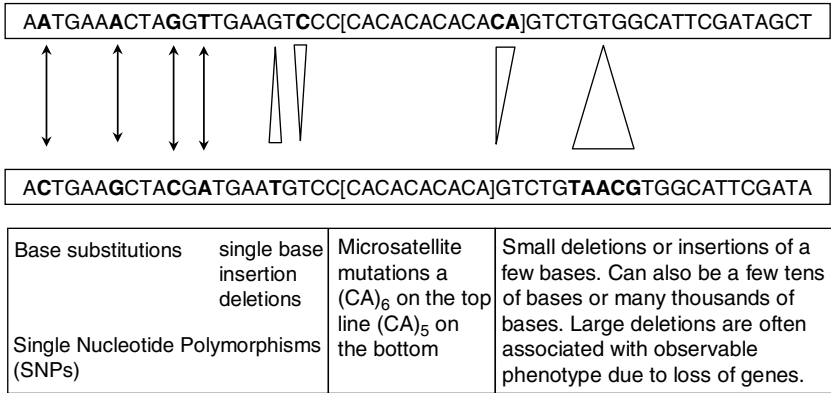 AATGAAACTAGGTTGAAGTCCCC[CACACACACACA]GTCTGTGGCATTCGATAGCT
ACTGAAGCTACGATGAATGTCC[CACACACACA]GTCTGTAACGTGGCATTCGATA
Base substitutions
single base
insertion
deletions
Single Nucleotide Polymorphisms
(SNPs)
Microsatellite
mutations a
(CA)6 on the top
line (CA)5 on
the bottom
Small deletions or insertions of a
few bases. Can also be a few tens
of bases or many thousands of
bases. Large deletions are often
associated with observable
phenotype due to loss of genes.